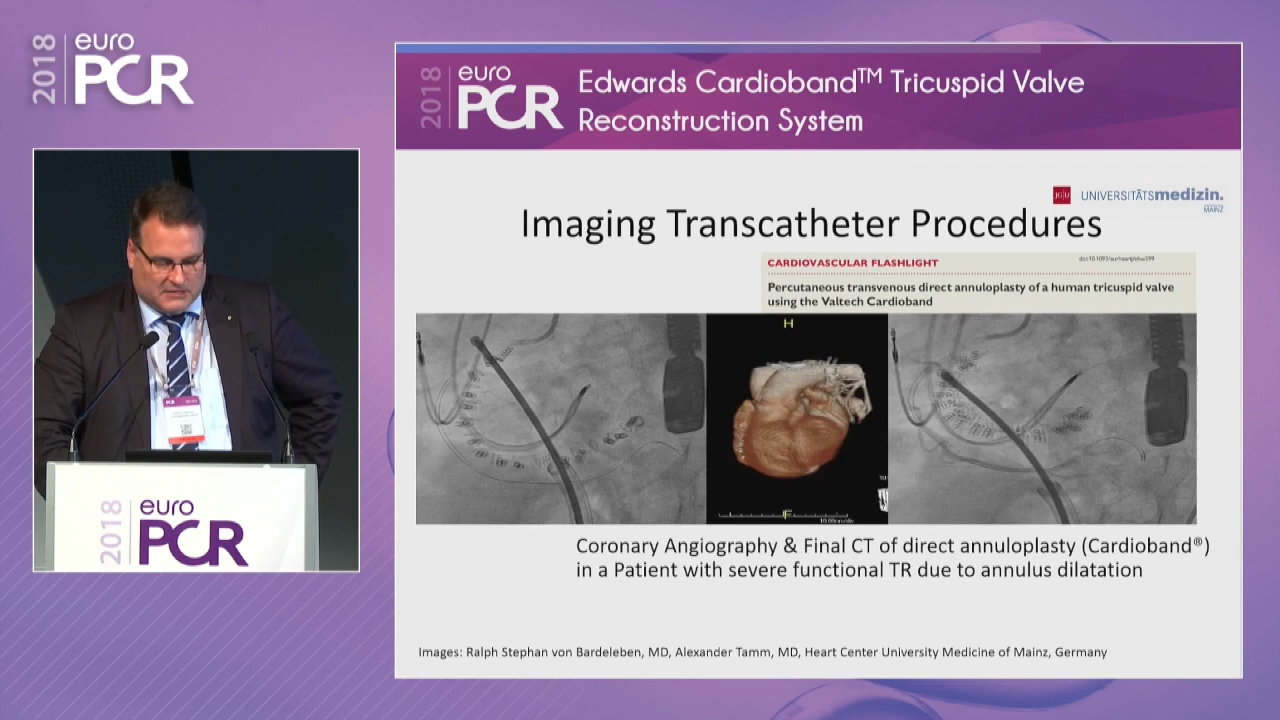 2018 euro PCR
2018 euro PCR
Edwards Cardioband™ Tricuspid Valve
Reconstruction System
JG|U UNIVERSITÄTSmedizin.
MAINZ
Imaging Transcatheter Procedures
CARDIOVASCULAR FLASHLIGHT
Percutaneous transvenous direct annuloplasty of a human tricuspid valve
using the Valtech Cardioband
H
F
Coronary Angiography & Final CT of direct annuloplasty (Cardioband®)
in a Patient with severe functional TR due to annulus dilatation
Images: Ralph Stephan von Bardeleben, MD, Alexander Tamm, MD, Heart Center University Medicine of Mainz, Germany
2018 euro PCR